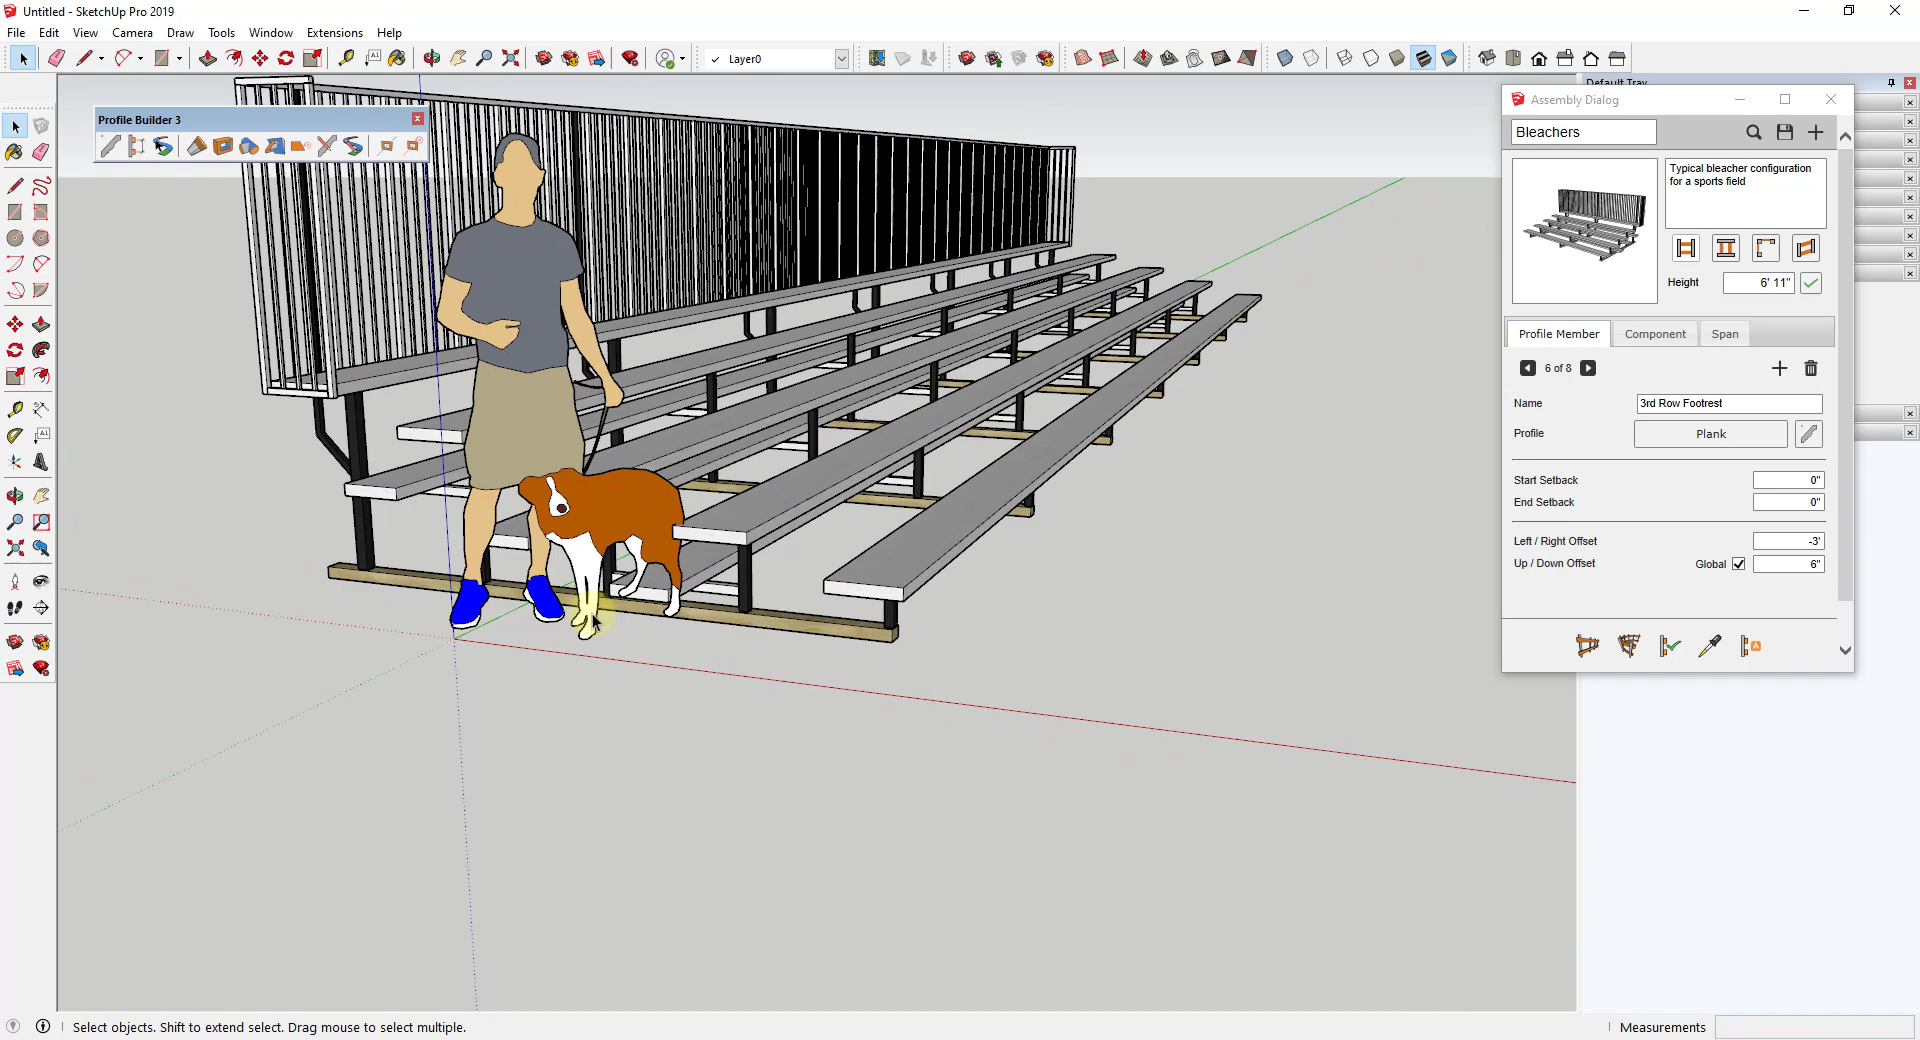 Untitled - SketchUp Pro 2019
File Edit View Camera Draw Tools Window Extensions Help
Layer0
Default Tray
Profile Builder 3
Assembly Dialog
Bleachers
Typical bleacher configuration
for a sports field
Height 6' 11"
Profile Member Component Span
6 of 8
Name 3rd Row Footrest
Profile Plank
Start Setback 0"
End Setback 0"
Left / Right Offset -3'
Up / Down Offset Global 6"
Select objects. Shift to extend select. Drag mouse to select multiple.
Measurements